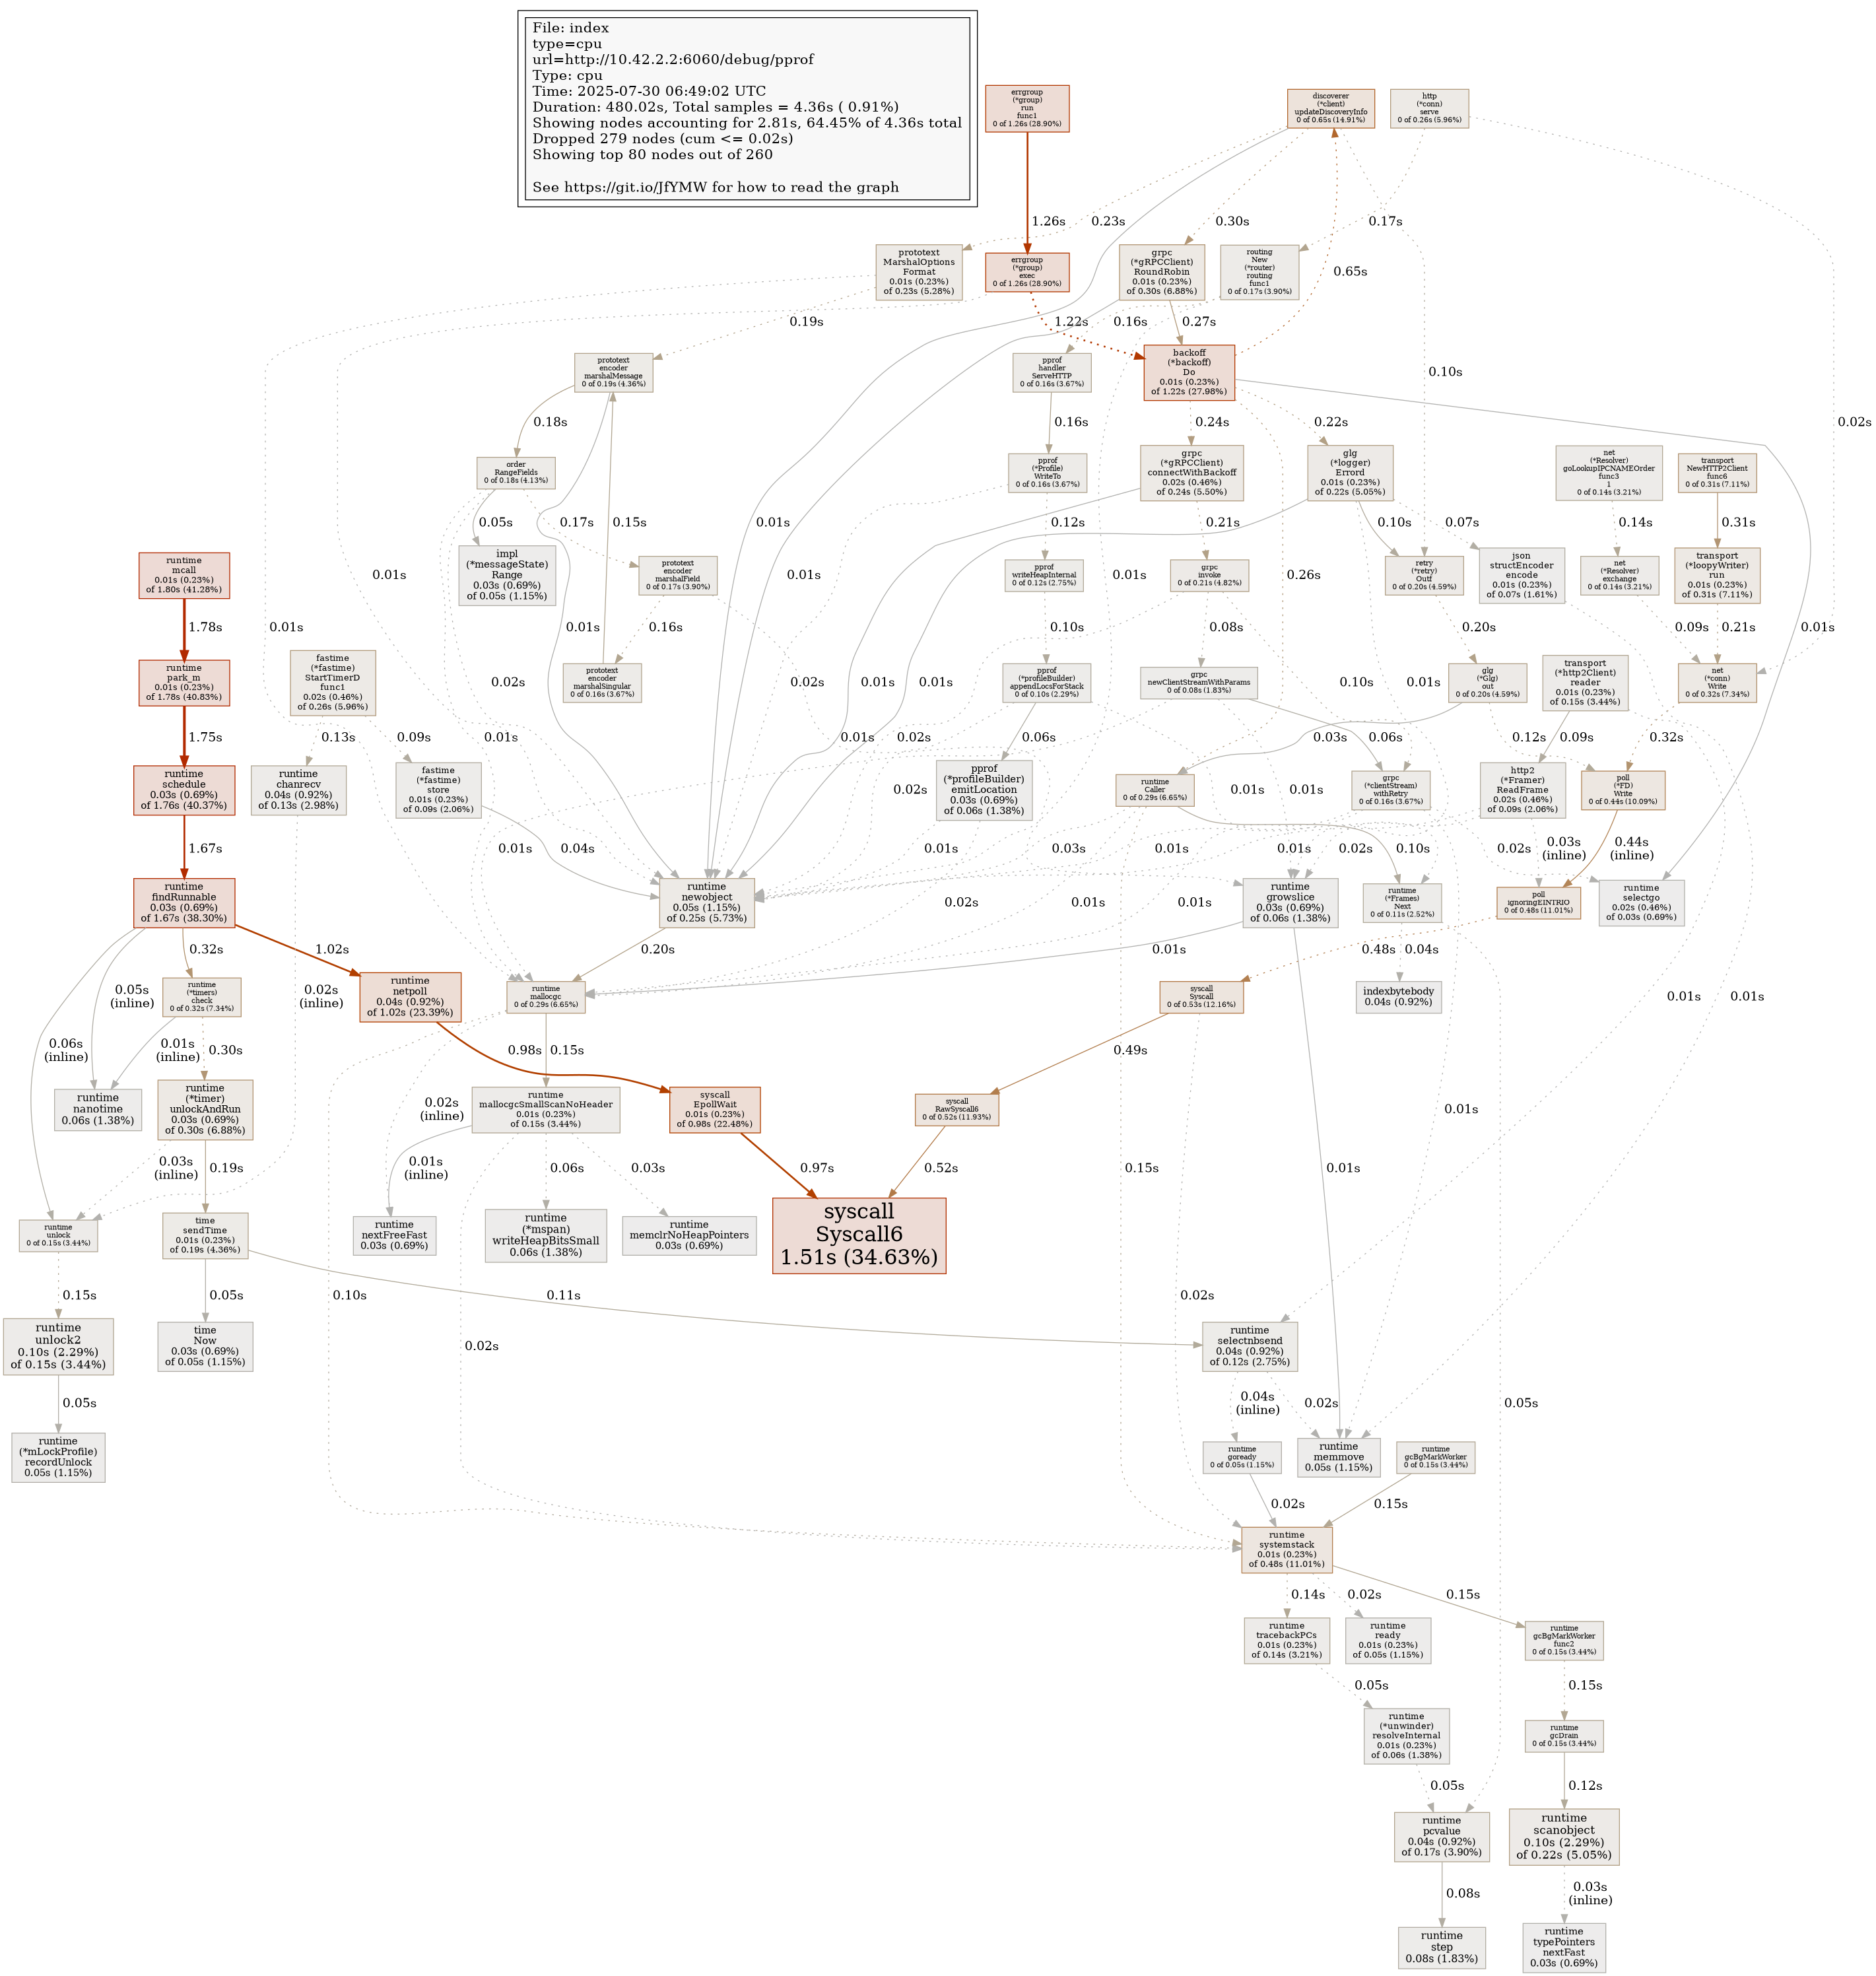 File: index
type=cpu
url=http://10.42.2.2:6060/debug/pprof
Type: cpu
Time: 2025-07-30 06:49:02 UTC
Duration: 480.02s, Total samples = 4.36s ( 0.91%)
Showing nodes accounting for 2.81s, 64.45% of 4.36s total
Dropped 279 nodes (cum <= 0.02s)
Showing top 80 nodes out of 260
See https://git.io/JfYMW for how to read the graph
errgroup
(*group)
run
func1
0 of 1.26s (28.90%)
discoverer
(*client)
updateDiscoveryInfo
0 of 0.65s (14.91%)
http
(*conn)
serve
0 of 0.26s (5.96%)
1.26s
0.23s
0.30s
0.17s
prototext
MarshalOptions
Format
0.01s (0.23%)
of 0.23s (5.28%)
errgroup
(*group)
exec
0 of 1.26s (28.90%)
grpc
(*gRPCClient)
RoundRobin
0.01s (0.23%)
of 0.30s (6.88%)
routing
New
(*router)
routing
func1
0 of 0.17s (3.90%)
0.65s
0.19s
1.22s
0.27s
0.16s
prototext
encoder
marshalMessage
0 of 0.19s (4.36%)
pprof
handler
ServeHTTP
0 of 0.16s (3.67%)
backoff
(*backoff)
Do
0.01s (0.23%)
of 1.22s (27.98%)
0.10s
0.18s
0.16s
0.24s
0.22s
0.02s
order
RangeFields
0 of 0.18s (4.13%)
pprof
(*Profile)
WriteTo
0 of 0.16s (3.67%)
grpc
(*gRPCClient)
connectWithBackoff
0.02s (0.46%)
of 0.24s (5.50%)
glg
(*logger)
Errord
0.01s (0.23%)
of 0.22s (5.05%)
net
(*Resolver)
goLookupIPCNAMEOrder
func3
1
0 of 0.14s (3.21%)
transport
NewHTTP2Client
func6
0 of 0.31s (7.11%)
0.05s
0.17s
0.15s
0.01s
0.12s
0.21s
0.10s
0.07s
0.14s
0.31s
runtime
mcall
0.01s (0.23%)
of 1.80s (41.28%)
impl
(*messageState)
Range
0.03s (0.69%)
of 0.05s (1.15%)
prototext
encoder
marshalField
0 of 0.17s (3.90%)
pprof
writeHeapInternal
0 of 0.12s (2.75%)
grpc
invoke
0 of 0.21s (4.82%)
retry
(*retry)
Outf
0 of 0.20s (4.59%)
json
structEncoder
encode
0.01s (0.23%)
of 0.07s (1.61%)
net
(*Resolver)
exchange
0 of 0.14s (3.21%)
transport
(*loopyWriter)
run
0.01s (0.23%)
of 0.31s (7.11%)
0.01s
0.01s
0.01s
0.26s
1.78s
0.01s
0.01s
0.16s
0.10s
0.08s
0.20s
0.09s
0.21s
0.01s
runtime
park_m
0.01s (0.23%)
of 1.78s (40.83%)
fastime
(*fastime)
StartTimerD
func1
0.02s (0.46%)
of 0.26s (5.96%)
prototext
encoder
marshalSingular
0 of 0.16s (3.67%)
pprof
(*profileBuilder)
appendLocsForStack
0 of 0.10s (2.29%)
grpc
newClientStreamWithParams
0 of 0.08s (1.83%)
glg
(*Glg)
out
0 of 0.20s (4.59%)
transport
(*http2Client)
reader
0.01s (0.23%)
of 0.15s (3.44%)
net
(*conn)
Write
0 of 0.32s (7.34%)
0.02s
0.02s
0.01s
0.01s
0.10s
0.01s
1.75s
0.13s
0.09s
0.01s
0.01s
0.02s
0.06s
0.06s
0.03s
0.12s
0.09s
0.32s
runtime
schedule
0.03s (0.69%)
of 1.76s (40.37%)
runtime
chanrecv
0.04s (0.92%)
of 0.13s (2.98%)
fastime
(*fastime)
store
0.01s (0.23%)
of 0.09s (2.06%)
pprof
(*profileBuilder)
emitLocation
0.03s (0.69%)
of 0.06s (1.38%)
runtime
Caller
0 of 0.29s (6.65%)
grpc
(*clientStream)
withRetry
0 of 0.16s (3.67%)
http2
(*Framer)
ReadFrame
0.02s (0.46%)
of 0.09s (2.06%)
poll
(*FD)
Write
0 of 0.44s (10.09%)
0.02s
0.01s
0.01s
1.67s
0.04s
0.01s
0.01s
0.03s
0.01s
0.01s
0.02s
0.10s
0.02s
0.03s
(inline)
0.44s
(inline)
runtime
findRunnable
0.03s (0.69%)
of 1.67s (38.30%)
runtime
newobject
0.05s (1.15%)
of 0.25s (5.73%)
runtime
growslice
0.03s (0.69%)
of 0.06s (1.38%)
runtime
(*Frames)
Next
0 of 0.11s (2.52%)
poll
ignoringEINTRIO
0 of 0.48s (11.01%)
runtime
selectgo
0.02s (0.46%)
of 0.03s (0.69%)
0.02s
0.01s
0.01s
0.32s
1.02s
0.20s
0.01s
0.04s
0.48s
0.05s
(inline)
0.02s
(inline)
runtime
(*timers)
check
0 of 0.32s (7.34%)
runtime
netpoll
0.04s (0.92%)
of 1.02s (23.39%)
runtime
mallocgc
0 of 0.29s (6.65%)
syscall
Syscall
0 of 0.53s (12.16%)
indexbytebody
0.04s (0.92%)
0.01s
0.01s
0.06s
(inline)
0.01s
(inline)
0.30s
0.98s
0.15s
0.49s
runtime
nanotime
0.06s (1.38%)
runtime
(*timer)
unlockAndRun
0.03s (0.69%)
of 0.30s (6.88%)
0.02s
(inline)
runtime
mallocgcSmallScanNoHeader
0.01s (0.23%)
of 0.15s (3.44%)
syscall
EpollWait
0.01s (0.23%)
of 0.98s (22.48%)
syscall
RawSyscall6
0 of 0.52s (11.93%)
0.01s
0.03s
(inline)
0.19s
0.01s
(inline)
0.06s
0.03s
0.97s
0.52s
0.15s
0.01s
runtime
unlock
0 of 0.15s (3.44%)
time
sendTime
0.01s (0.23%)
of 0.19s (4.36%)
runtime
nextFreeFast
0.03s (0.69%)
runtime
(*mspan)
writeHeapBitsSmall
0.06s (1.38%)
runtime
memclrNoHeapPointers
0.03s (0.69%)
syscall
Syscall6
1.51s (34.63%)
0.15s
0.05s
0.10s
0.11s
0.02s
runtime
unlock2
0.10s (2.29%)
of 0.15s (3.44%)
time
Now
0.03s (0.69%)
of 0.05s (1.15%)
0.02s
runtime
selectnbsend
0.04s (0.92%)
of 0.12s (2.75%)
0.05s
0.04s
(inline)
0.02s
0.05s
runtime
(*mLockProfile)
recordUnlock
0.05s (1.15%)
runtime
goready
0 of 0.05s (1.15%)
runtime
memmove
0.05s (1.15%)
runtime
gcBgMarkWorker
0 of 0.15s (3.44%)
0.02s
0.15s
runtime
systemstack
0.01s (0.23%)
of 0.48s (11.01%)
0.14s
0.02s
0.15s
runtime
tracebackPCs
0.01s (0.23%)
of 0.14s (3.21%)
runtime
ready
0.01s (0.23%)
of 0.05s (1.15%)
runtime
gcBgMarkWorker
func2
0 of 0.15s (3.44%)
0.05s
0.15s
runtime
(*unwinder)
resolveInternal
0.01s (0.23%)
of 0.06s (1.38%)
runtime
gcDrain
0 of 0.15s (3.44%)
0.05s
0.12s
runtime
pcvalue
0.04s (0.92%)
of 0.17s (3.90%)
runtime
scanobject
0.10s (2.29%)
of 0.22s (5.05%)
0.08s
0.03s
(inline)
runtime
step
0.08s (1.83%)
runtime
typePointers
nextFast
0.03s (0.69%)